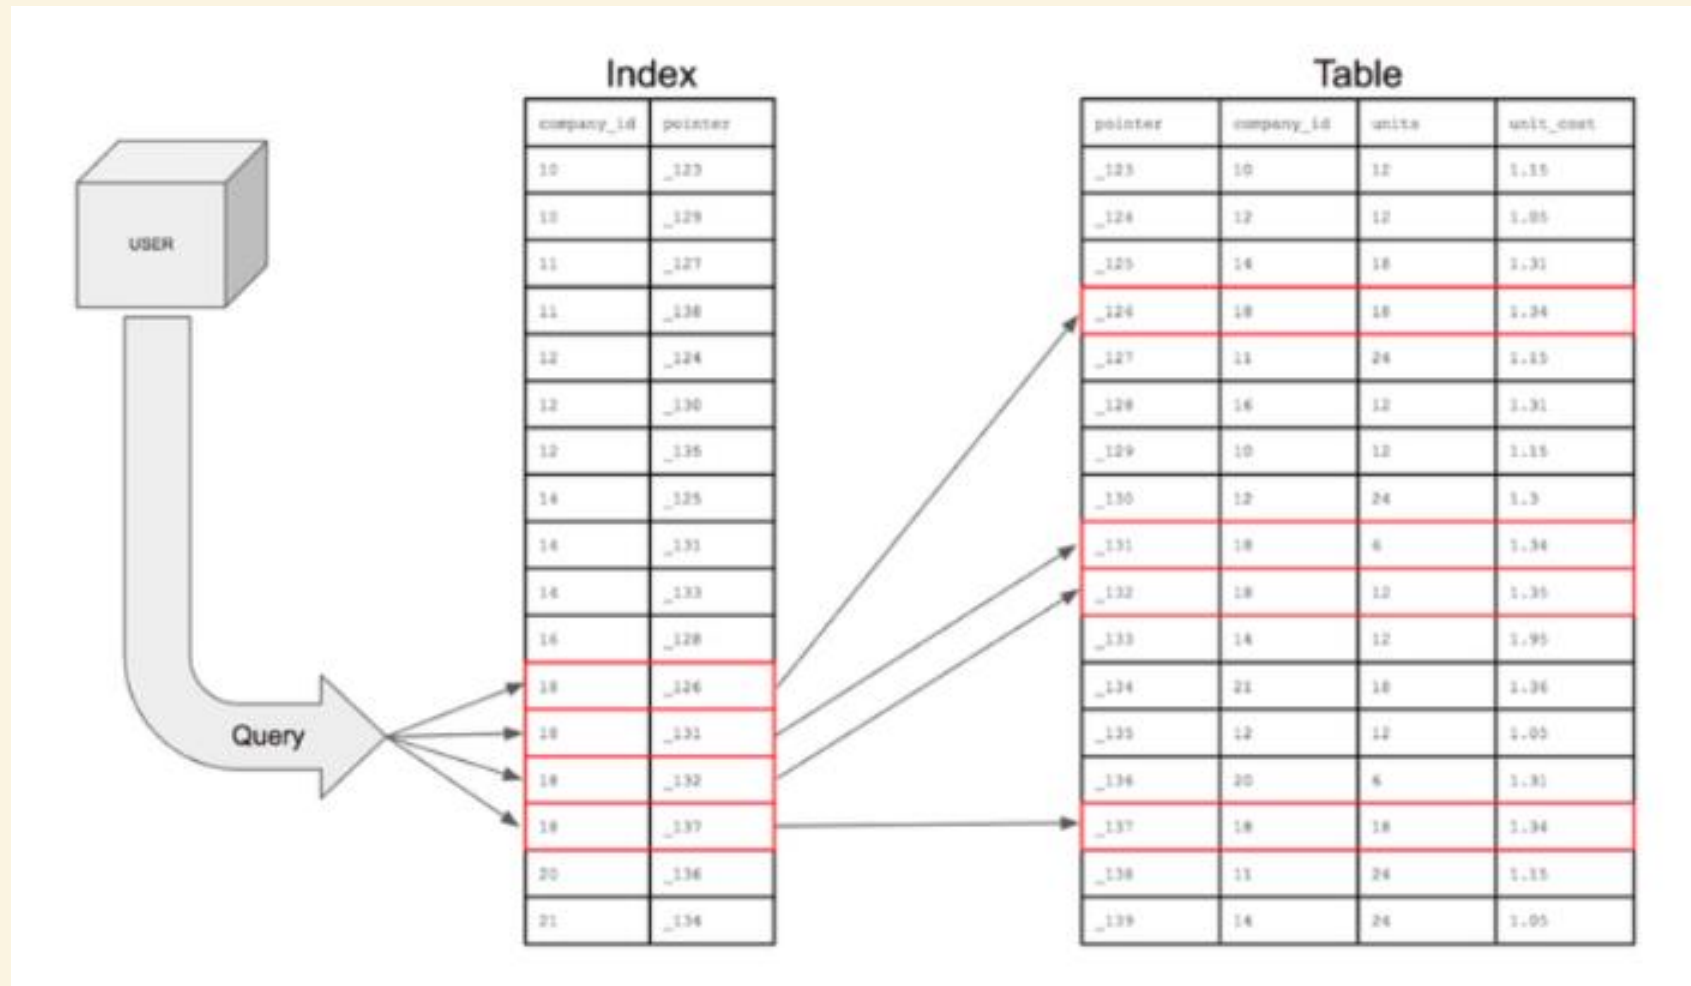 Index
Table
company_id pointer
pointer company_id units unit_cost
10 _123
_123 10 12 1.15
10 _129
_124 12 12 1.05
USER
11 _127
_125 14 18 1.31
11 _138
_126 18 18 1.34
12 _124
_127 11 24 1.15
12 _130
_128 16 12 1.31
12 _135
_129 10 12 1.15
14 _125
_130 12 24 1.3
14 _131
_131 18 6 1.34
14 _133
_132 18 12 1.35
16 _128
_133 14 12 1.95
18 _126
_134 21 18 1.36
Query
18 _131
_135 12 12 1.05
18 _132
_136 20 6 1.31
18 _137
_137 18 18 1.34
20 _136
_138 11 24 1.15
21 _134
_139 14 24 1.05